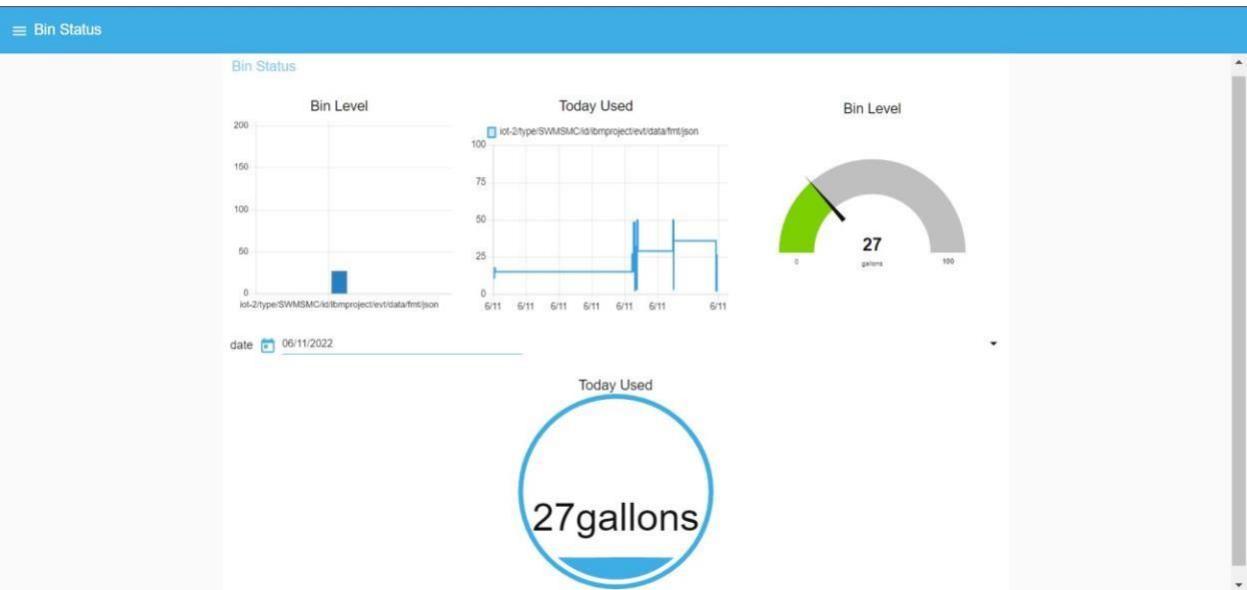 Bin Status
Bin Status
Bin Level
200
150
100
50
0
iot-2/type/SWMSMC/id/ibmproject/evt/data/fmt/json
Today Used
iot-2/type/SWMSMC/id/ibmproject/evt/data/fmt/json
100
75
50
25
0
6/11 6/11 6/11 6/11 6/11 6/11 6/11
Bin Level
27
gallons
0 100
date 06/11/2022
Today Used
27gallons